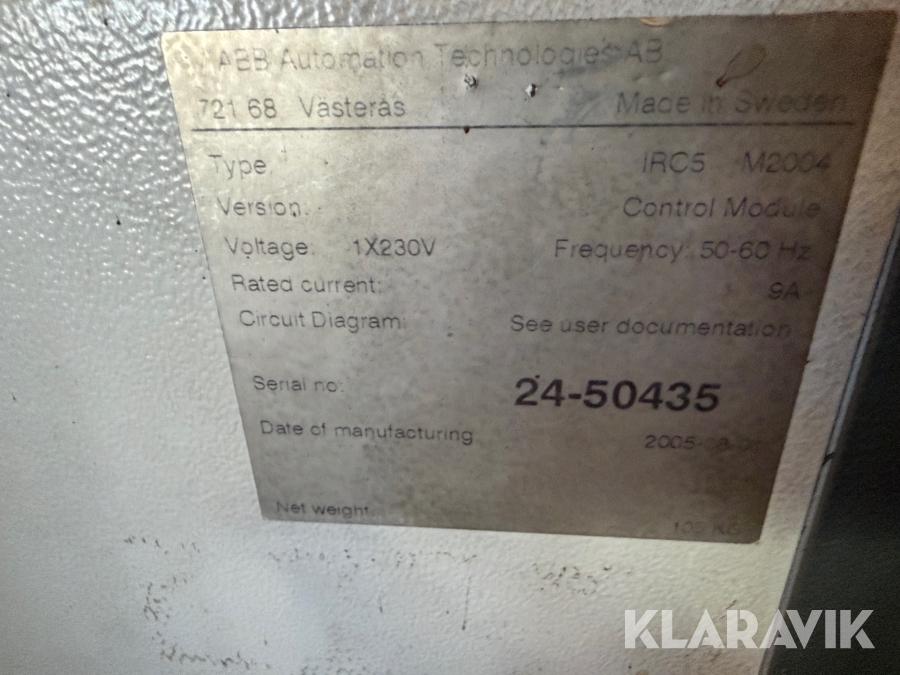 ABB Automation Technologies AB
721 68 Västerås Made in Sweden
Type: IRC5 M2004
Version: Control Module
Voltage: 1X230V Frequency: 50-60 Hz
Rated current: 9A
Circuit Diagram: See user documentation
Serial no: 24-50435
Date of manufacturing
Net weight:
KLARAVIK